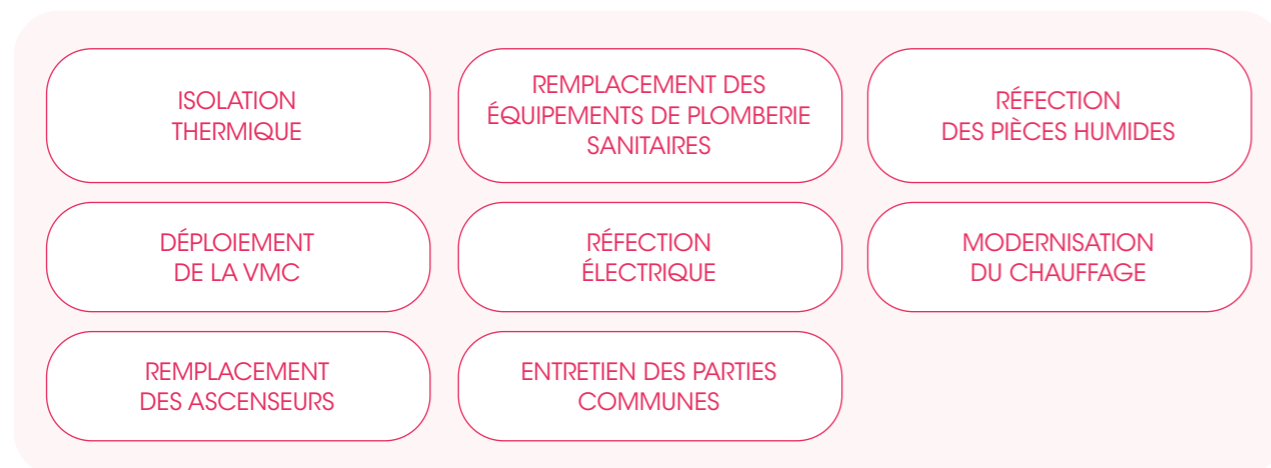 ISOLATION
THERMIQUE
REMPLACEMENT DES
ÉQUIPEMENTS DE PLOMBERIE
SANITAIRES
RÉFECTION
DES PIÈCES HUMIDES
DÉPLOIEMENT
DE LA VMC
RÉFECTION
ÉLECTRIQUE
MODERNISATION
DU CHAUFFAGE
REMPLACEMENT
DES ASCENSEURS
ENTRETIEN DES PARTIES
COMMUNES